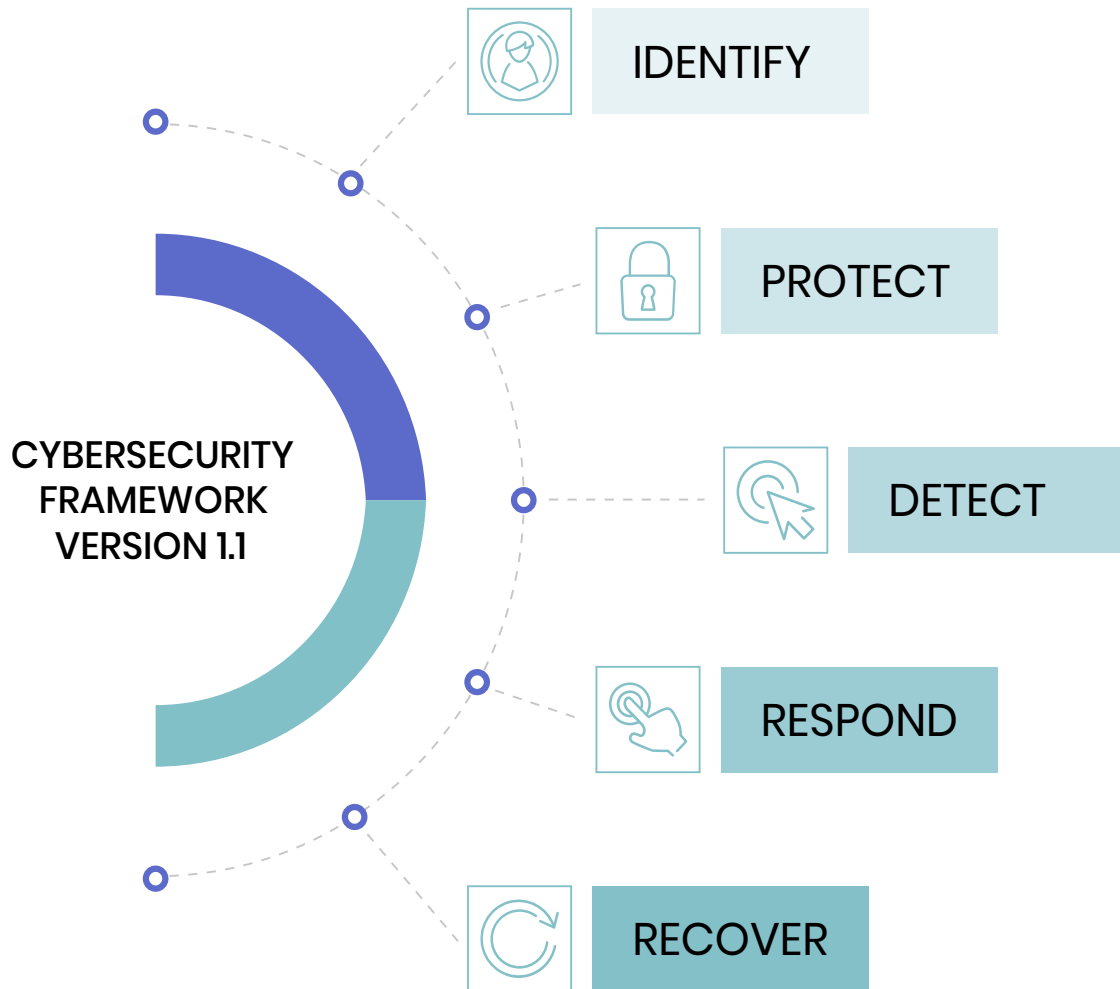 IDENTIFY
PROTECT
CYBERSECURITY
FRAMEWORK
VERSION 1.1
DETECT
RESPOND
RECOVER